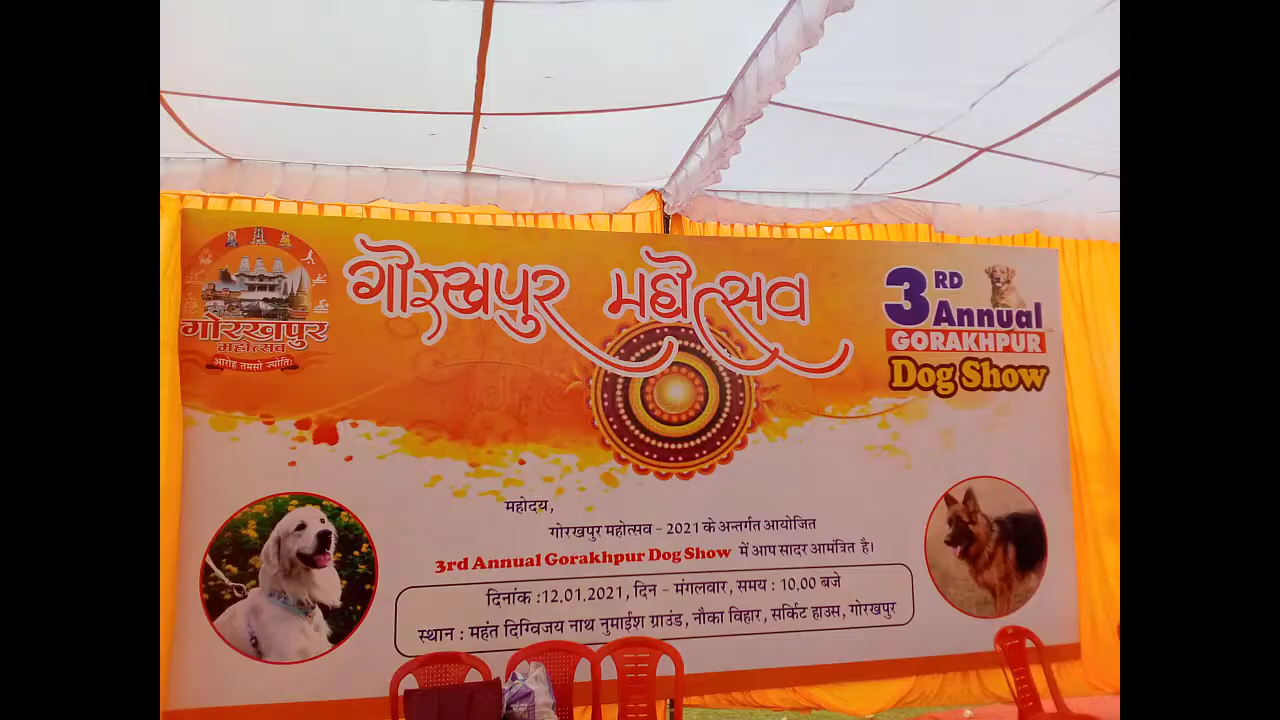 गोरखपुर
महोत्सव
आरोह तमसो ज्योतिः
गोरखपुर महोत्सव
3RD
Annual
GORAKHPUR
Dog Show
महोदय,
गोरखपुर महोत्सव - 2021 के अन्तर्गत आयोजित
3rd Annual Gorakhpur Dog Show में आप सादर आमंत्रित है।
दिनांक :12.01.2021, दिन - मंगलवार, समय : 10.00 बजे
स्थान : महंत दिग्विजय नाथ नुमाईश ग्राउंड, नौका विहार, सर्किट हाउस, गोरखपुर